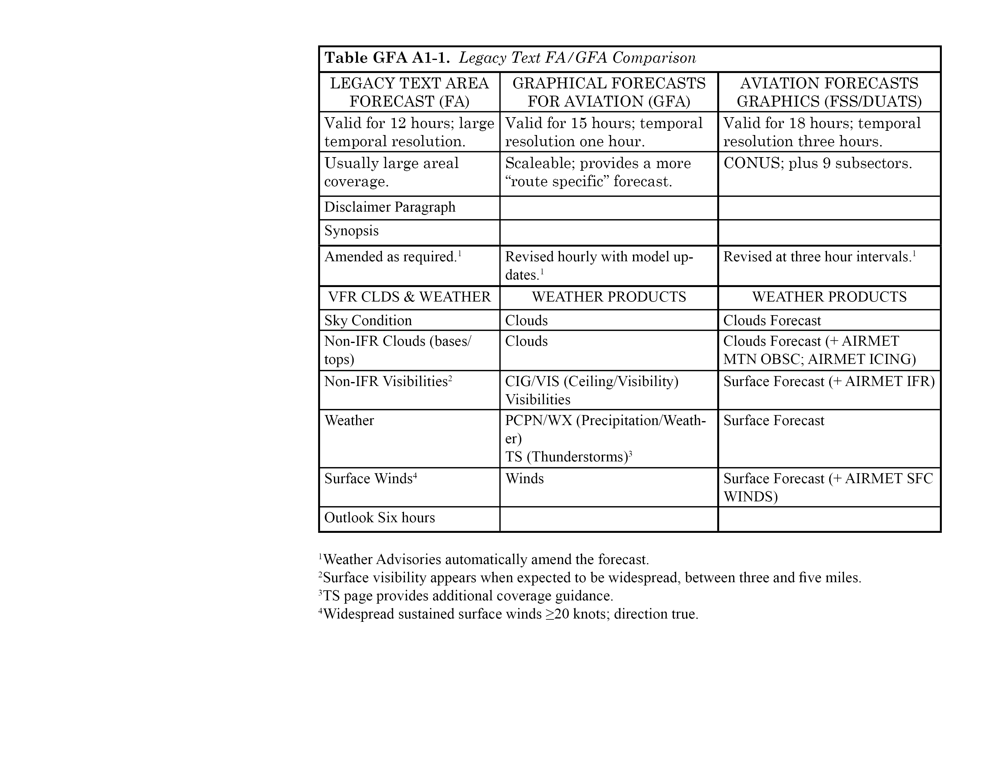 Table GFA A1-1. Legacy Text FA/GFA Comparison
LEGACY TEXT AREA
FORECAST (FA)
GRAPHICAL FORECASTS
FOR AVIATION (GFA)
AVIATION FORECASTS
GRAPHICS (FSS/DUATS)
Valid for 12 hours; large
temporal resolution.
Valid for 15 hours; temporal
resolution one hour.
Valid for 18 hours; temporal
resolution three hours.
Usually large areal
coverage.
Scaleable; provides a more
“route specific” forecast.
CONUS; plus 9 subsectors.
Disclaimer Paragraph
Synopsis
Amended as required.¹
Revised hourly with model up-
dates.¹
Revised at three hour intervals.¹
VFR CLDS & WEATHER
WEATHER PRODUCTS
WEATHER PRODUCTS
Sky Condition
Clouds
Clouds Forecast
Non-IFR Clouds (bases/
tops)
Clouds
Clouds Forecast (+ AIRMET
MTN OBSC; AIRMET ICING)
Non-IFR Visibilities²
CIG/VIS (Ceiling/Visibility)
Visibilities
Surface Forecast (+ AIRMET IFR)
Weather
PCPN/WX (Precipitation/Weath-
er)
TS (Thunderstorms)³
Surface Forecast
Surface Winds⁴
Winds
Surface Forecast (+ AIRMET SFC
WINDS)
Outlook Six hours
¹Weather Advisories automatically amend the forecast.
²Surface visibility appears when expected to be widespread, between three and five miles.
³TS page provides additional coverage guidance.
⁴Widespread sustained surface winds ≥20 knots; direction true.